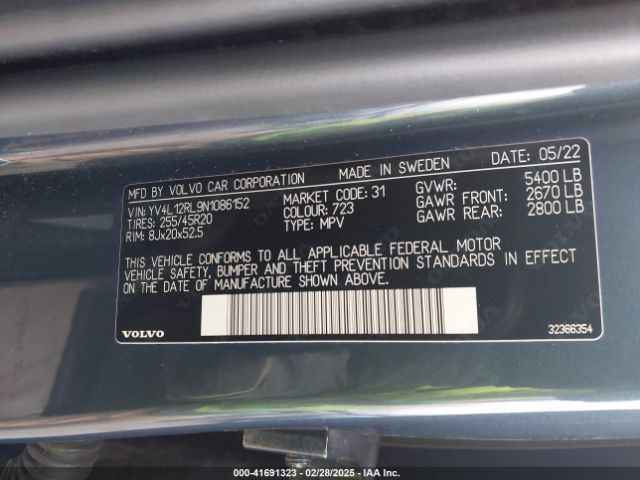 MFD BY VOLVO CAR CORPORATION MADE IN SWEDEN DATE: 05/22
VIN: YV4L12RL9N1086152 MARKET CODE: 31 GVWR: 5400 LB
TIRES: 255/45R20 COLOUR: 723 GAWR FRONT: 2670 LB
RIM: 8Jx20x52.5 TYPE: MPV GAWR REAR: 2800 LB
THIS VEHICLE CONFORMS TO ALL APPLICABLE FEDERAL MOTOR
VEHICLE SAFETY, BUMPER AND THEFT PREVENTION STANDARDS IN EFFECT ON
THE DATE OF MANUFACTURE SHOWN ABOVE.
VOLVO 32366354
000-41691323 - 02/28/2025 - IAA Inc.